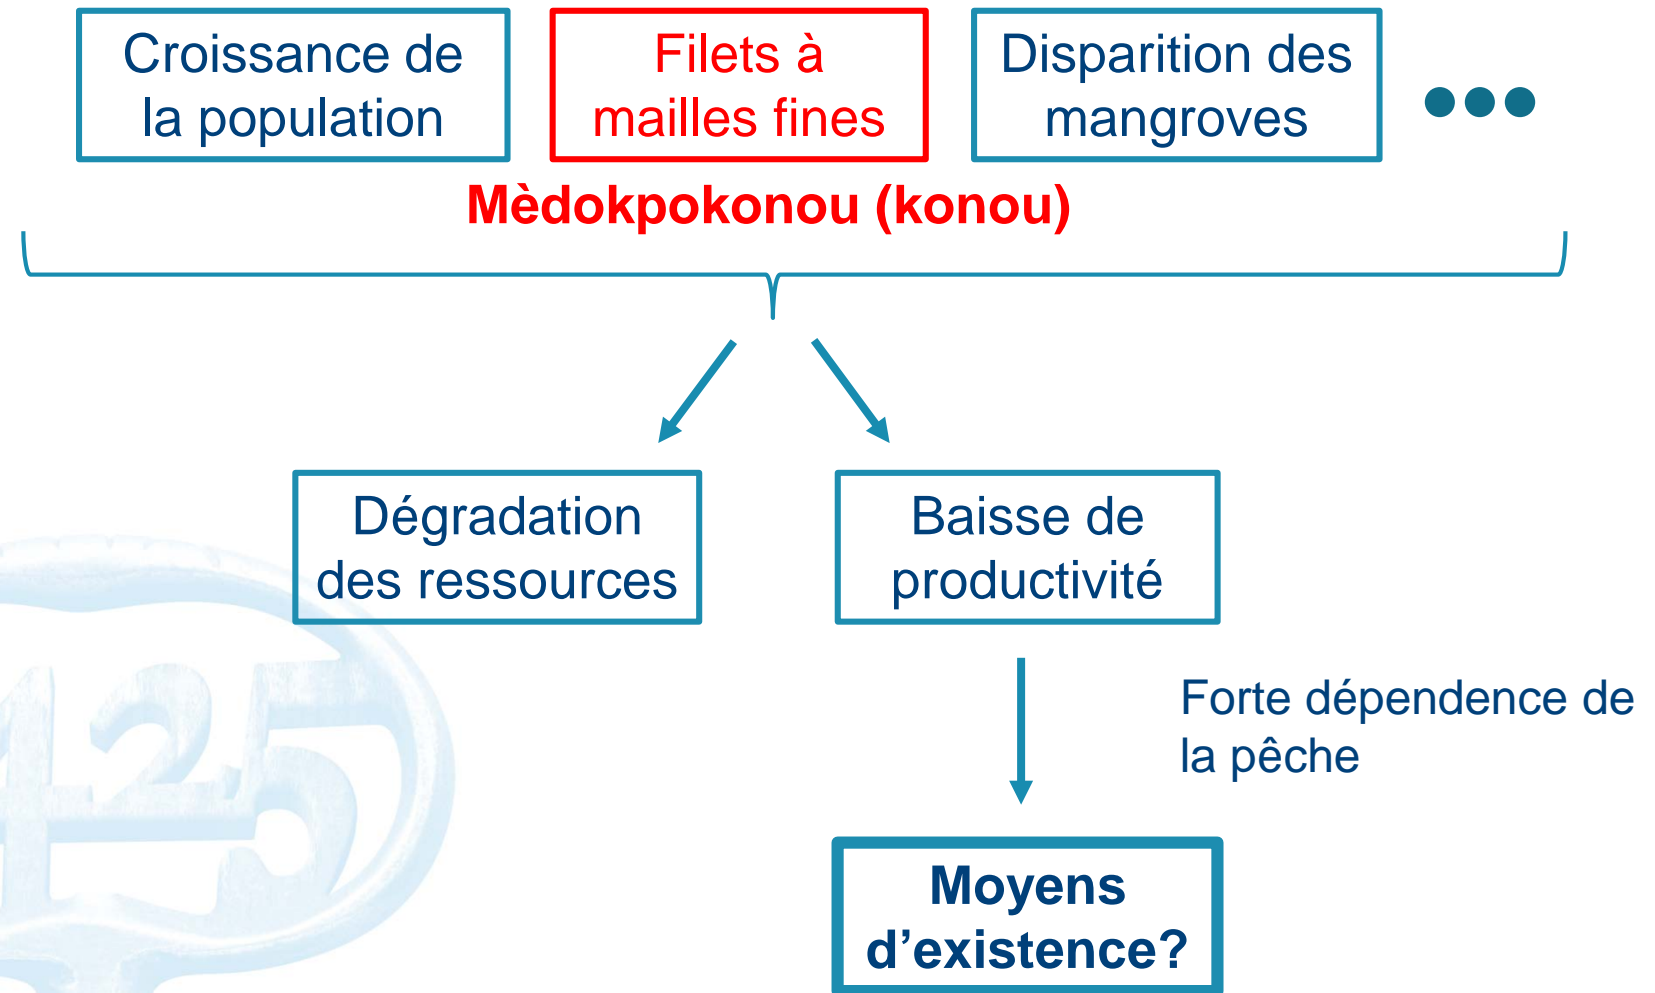 Croissance de
la population
Filets à
mailles fines
Disparition des
mangroves
Mèdokpokonou (konou)
Dégradation
des ressources
Baisse de
productivité
Forte dépendence de
la pêche
Moyens
d’existence?
425